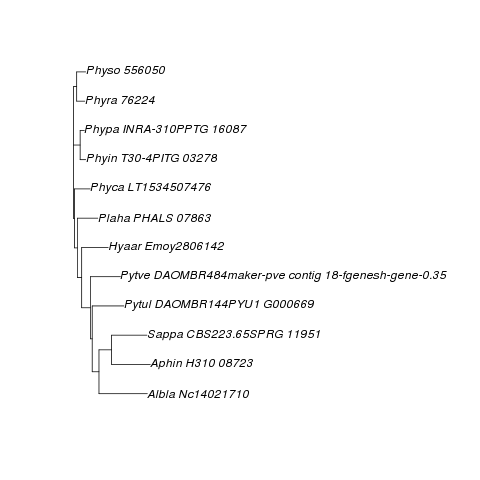 Physo 556050
Phyra 76224
Phypa INRA-310PPTG 16087
Phyin T30-4PITG 03278
Phyca LT1534507476
Plaha PHALS 07863
Hyaar Emoy2806142
Pytve DAOMBR484maker-pve contig 18-fgenesh-gene-0.35
Pytul DAOMBR144PYU1 G000669
Sappa CBS223.65SPRG 11951
Aphin H310 08723
Albla Nc14021710